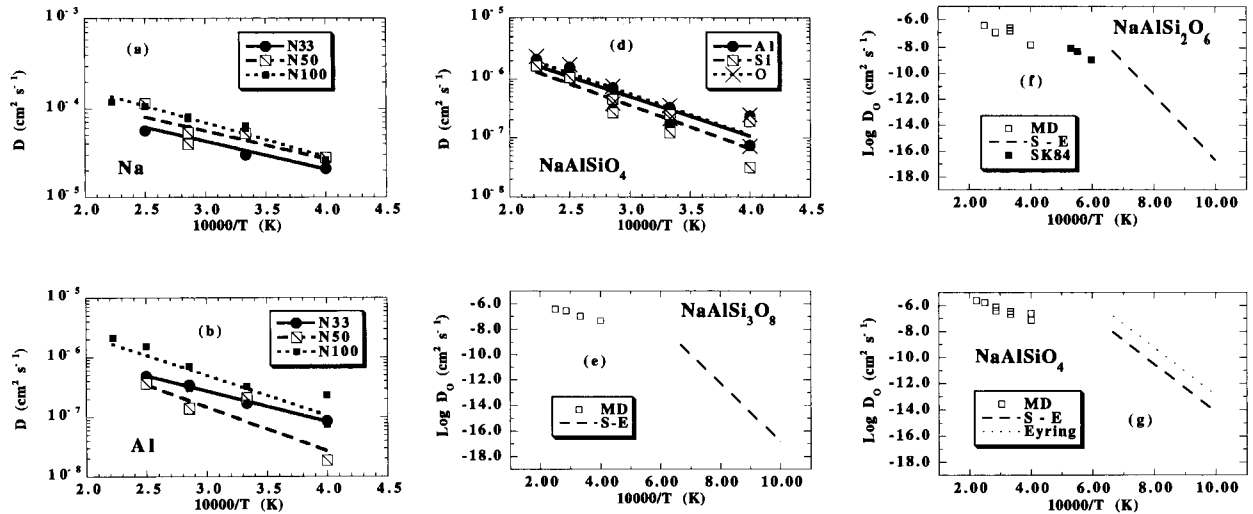 10⁻³
10⁻⁴
10⁻⁵
D (cm² s⁻¹)
(a)
N33
N50
N100
Na
2.0 2.5 3.0 3.5 4.0 4.5
10000/T (K)
10⁻⁵
10⁻⁶
10⁻⁷
10⁻⁸
D (cm² s⁻¹)
(d)
Al
Si
O
NaAlSiO₄
2.0 2.5 3.0 3.5 4.0 4.5
10000/T (K)
-6.0
-8.0
-10.0
-12.0
-14.0
-16.0
-18.0
Log D_O (cm² s⁻¹)
NaAlSi₂O₆
(f)
MD
S - E
SK84
2.00 4.00 6.00 8.00 10.00
10000/T (K)
10⁻⁵
10⁻⁶
10⁻⁷
10⁻⁸
D (cm² s⁻¹)
(b)
N33
N50
N100
Al
2.0 2.5 3.0 3.5 4.0 4.5
10000/T (K)
-6.0
-8.0
-10.0
-12.0
-14.0
-16.0
-18.0
Log D_O (cm² s⁻¹)
NaAlSi₃O₈
(e)
MD
S-E
2.00 4.00 6.00 8.00 10.00
10000/T (K)
-6.0
-8.0
-10.0
-12.0
-14.0
-16.0
-18.0
Log D_O (cm² s⁻¹)
NaAlSiO₄
MD
S - E
Eyring
(g)
2.00 4.00 6.00 8.00 10.00
10000/T (K)